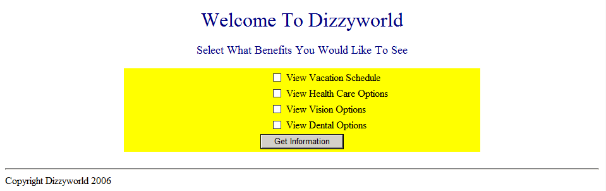 Welcome To Dizzyworld
Select What Benefits You Would Like To See
View Vacation Schedule
View Health Care Options
View Vision Options
View Dental Options
Get Information
Copyright Dizzyworld 2006